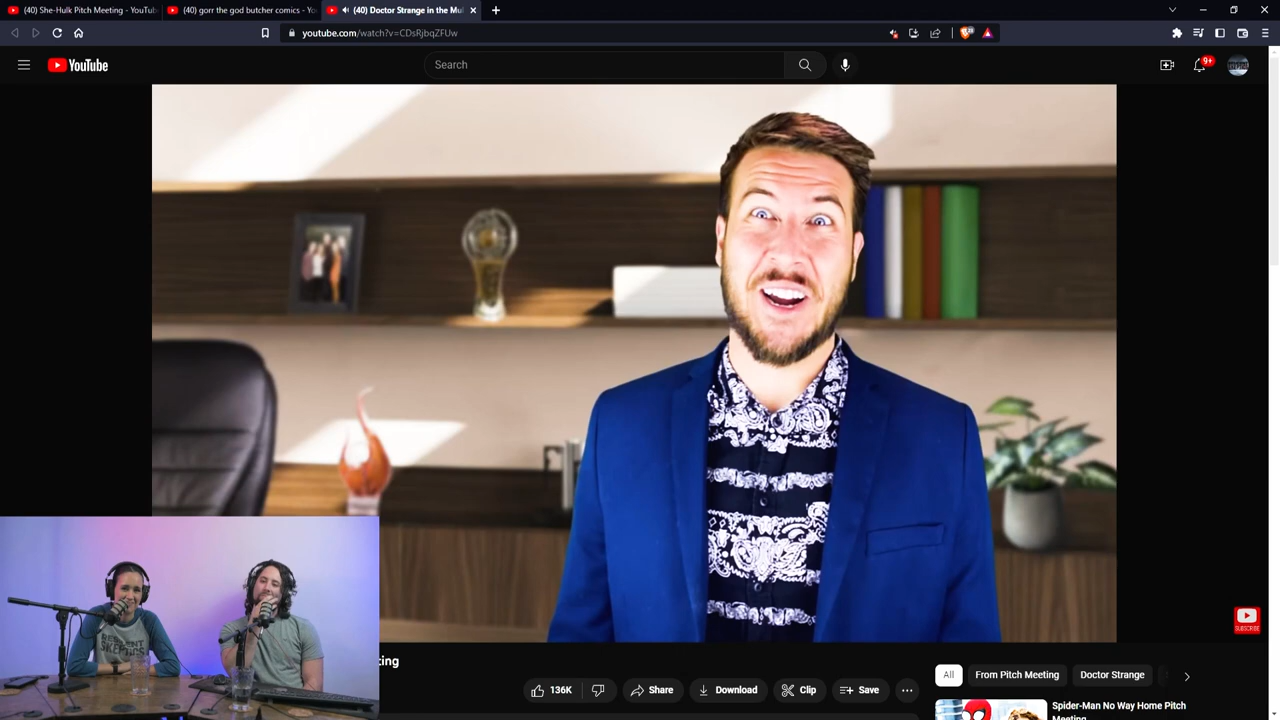 (40) She-Hulk Pitch Meeting - YouTub
(40) gorr the god butcher comics - Yo
(40) Doctor Strange in the Mul
youtube.com/watch?v=CDsRjbqZFUw
YouTube
Search
9+
SUBSCRIBE
ting
136K
Share
Download
Clip
Save
All
From Pitch Meeting
Doctor Strange
Spider-Man No Way Home Pitch
Meeting